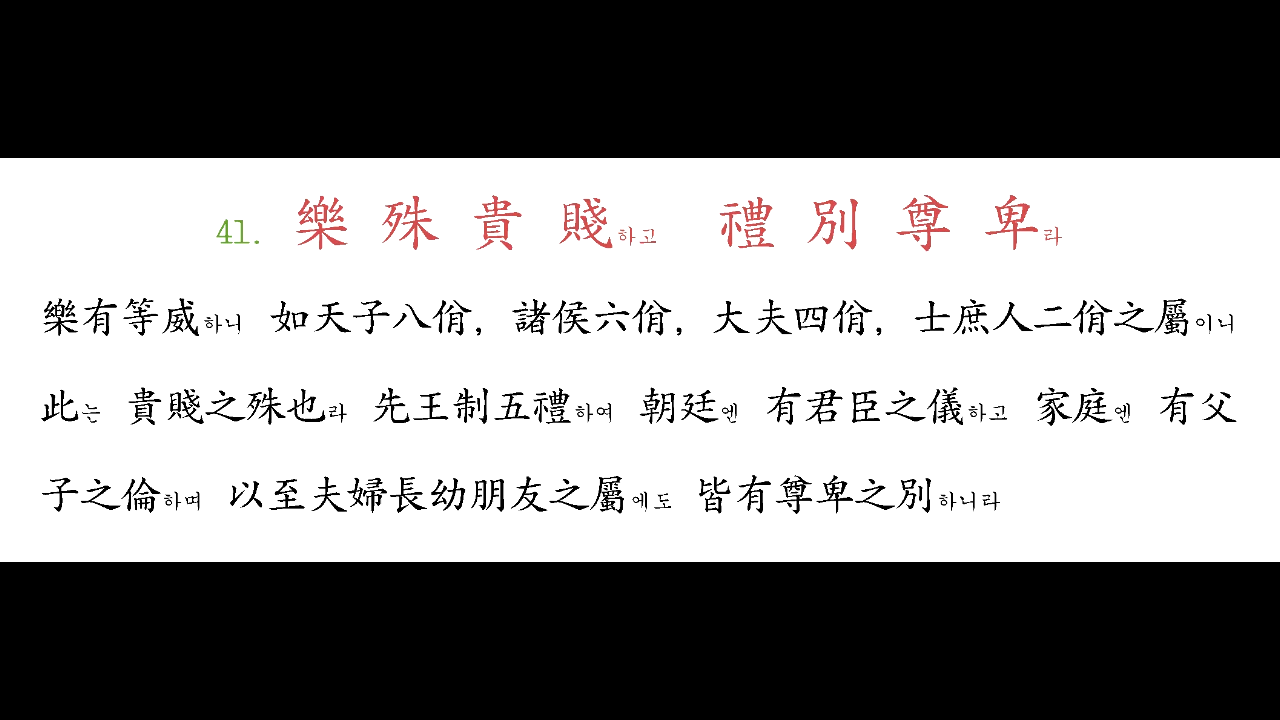 41. 樂殊貴賤하고 禮別尊卑라
樂有等威하니 如天子八佾, 諸侯六佾, 大夫四佾, 士庶人二佾之屬이니
此는 貴賤之殊也라 先王制五禮하여 朝廷엔 有君臣之儀하고 家庭엔 有父
子之倫하며 以至夫婦長幼朋友之屬에도 皆有尊卑之別하니라